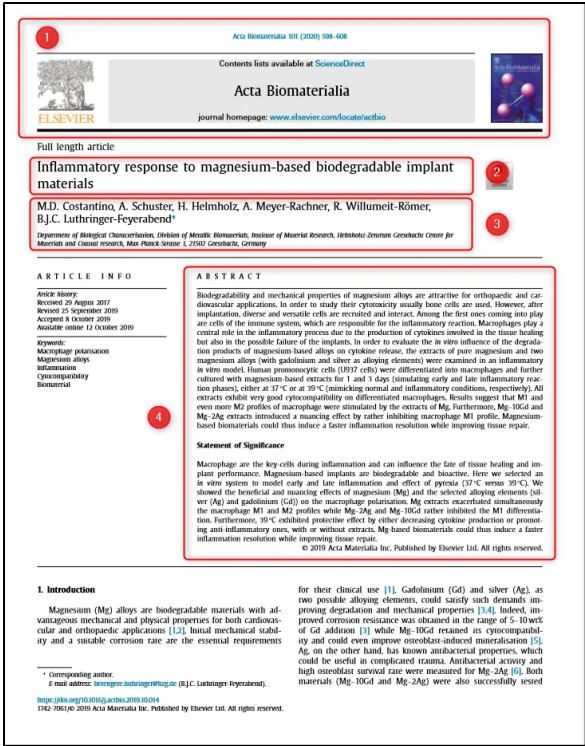 1
Acta Biomaterialia 101 (2020) 598–608
Contents lists available at ScienceDirect
Acta Biomaterialia
journal homepage: www.elsevier.com/locate/actbio
ELSEVIER
Acta Biomaterialia
Full length article
Inflammatory response to magnesium-based biodegradable implant
materials
2
M.D. Costantino, A. Schuster, H. Helmholz, A. Meyer-Rachner, R. Willumeit-Römer,
B.J.C. Luthringer-Feyerabend*
3
Department of Biological Characterisation, Division of Metallic Biomaterials, Institute of Material Research, Helmholtz-Zentrum Geesthacht Centre for
Materials and Coastal research, Max-Planck-Strasse 1, 21502 Geesthacht, Germany
ARTICLE INFO
Article history:
Received 29 August 2017
Revised 25 September 2019
Accepted 8 October 2019
Available online 12 October 2019
Keywords:
Macrophage polarisation
Magnesium alloys
Inflammation
Cytocompatibility
Biomaterial
4
ABSTRACT
Biodegradability and mechanical properties of magnesium alloys are attractive for orthopaedic and car-
diovascular applications. In order to study their cytotoxicity usually bone cells are used. However, after
implantation, diverse and versatile cells are recruited and interact. Among the first ones coming into play
are cells of the immune system, which are responsible for the inflammatory reaction. Macrophages play a
central role in the inflammatory process due to the production of cytokines involved in the tissue healing
but also in the possible failure of the implants. In order to evaluate the in vitro influence of the degrada-
tion products of magnesium-based alloys on cytokine release, the extracts of pure magnesium and two
magnesium alloys (with gadolinium and silver as alloying elements) were examined in an inflammatory
in vitro model. Human promonocytic cells (U937 cells) were differentiated into macrophages and further
cultured with magnesium-based extracts for 1 and 3 days (simulating early and late inflammatory reac-
tion phases), either at 37 °C or at 39 °C (mimicking normal and inflammatory conditions, respectively). All
extracts exhibit very good cytocompatibility on differentiated macrophages. Results suggest that M1 and
even more M2 profiles of macrophage were stimulated by the extracts of Mg. Furthermore, Mg–10Gd and
Mg–2Ag extracts introduced a nuancing effect by rather inhibiting macrophage M1 profile. Magnesium-
based biomaterials could thus induce a faster inflammation resolution while improving tissue repair.
Statement of Significance
Macrophage are the key-cells during inflammation and can influence the fate of tissue healing and im-
plant performance. Magnesium-based implants are biodegradable and bioactive. Here we selected an
in vitro system to model early and late inflammation and effect of pyrexia (37 °C versus 39 °C). We
showed the beneficial and nuancing effects of magnesium (Mg) and the selected alloying elements (sil-
ver (Ag) and gadolinium (Gd)) on the macrophage polarisation. Mg extracts exacerbated simultaneously
the macrophage M1 and M2 profiles while Mg–2Ag and Mg–10Gd rather inhibited the M1 differentia-
tion. Furthermore, 39 °C exhibited protective effect by either decreasing cytokine production or promot-
ing anti-inflammatory ones, with or without extracts. Mg-based biomaterials could thus induce a faster
inflammation resolution while improving tissue repair.
© 2019 Acta Materialia Inc. Published by Elsevier Ltd. All rights reserved.
1. Introduction
Magnesium (Mg) alloys are biodegradable materials with ad-
vantageous mechanical and physical properties for both cardiovas-
cular and orthopaedic applications [1,2]. Initial mechanical stabil-
ity and a suitable corrosion rate are the essential requirements
for their clinical use [1]. Gadolinium (Gd) and silver (Ag), as
two possible alloying elements, could satisfy such demands im-
proving degradation and mechanical properties [3,4]. Indeed, im-
proved corrosion resistance was obtained in the range of 5–10 wt%
of Gd addition [3] while Mg–10Gd retained its cytocompatibil-
ity and could even improve osteoblast-induced mineralisation [5].
Ag, on the other hand, has known antibacterial properties, which
could be useful in complicated trauma. Antibacterial activity and
high osteoblast survival rate were measured for Mg–2Ag [6]. Both
materials (Mg–10Gd and Mg–2Ag) were also successfully tested
* Corresponding author.
E-mail address: berengere.luthringer@hzg.de (B.J.C. Luthringer-Feyerabend).
https://doi.org/10.1016/j.actbio.2019.10.014
1742-7061/© 2019 Acta Materialia Inc. Published by Elsevier Ltd. All rights reserved.